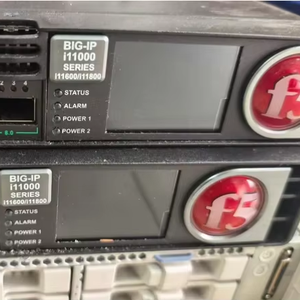 BIG-IP
i11000
SERIES
i11600/i11800
STATUS
ALARM
POWER 1
POWER 2
f5
BIG-IP
i11000
SERIES
i11600/i11800
STATUS
ALARM
POWER 1
POWER 2
f5